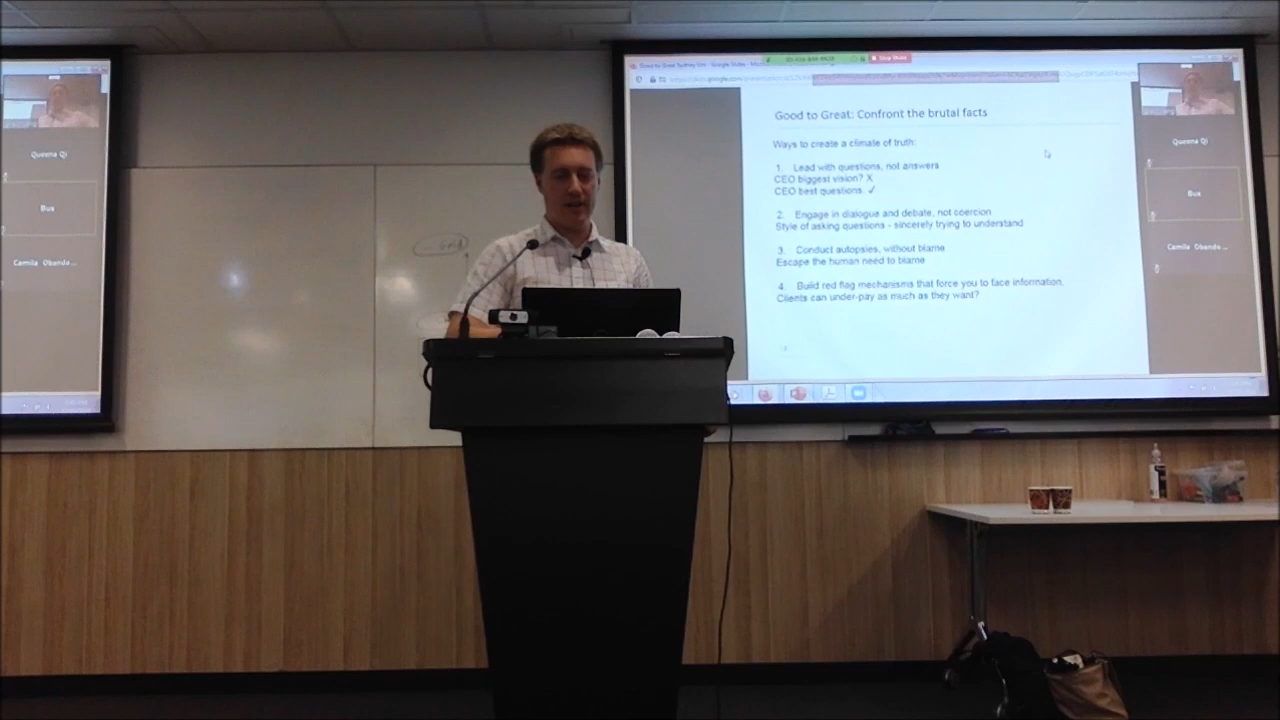 Queena Qi
Bus
Camila Obando ...
Stop Share
Good to Great: Confront the brutal facts
Ways to create a climate of truth:
1. Lead with questions, not answers
CEO biggest vision? X
CEO best questions. ✓
2. Engage in dialogue and debate, not coercion
Style of asking questions - sincerely trying to understand
3. Conduct autopsies, without blame
Escape the human need to blame
4. Build red flag mechanisms that force you to face information.
Clients can under-pay as much as they want?
Queena Qi
Bus
Camila Obando ...